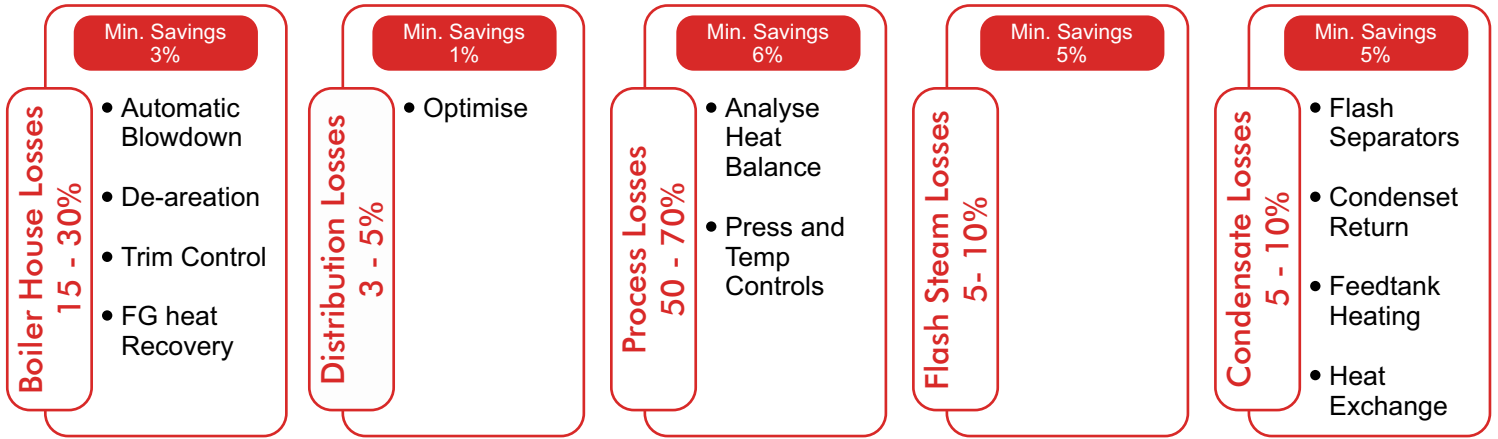 Min. Savings
3%
Boiler House Losses
15 - 30%
• Automatic
Blowdown
• De-areation
• Trim Control
• FG heat
Recovery
Min. Savings
1%
Distribution Losses
3 - 5%
• Optimise
Min. Savings
6%
Process Losses
50 - 70%
• Analyse
Heat
Balance
• Press and
Temp
Controls
Min. Savings
5%
Flash Steam Losses
5- 10%
Min. Savings
5%
Condensate Losses
5 - 10%
• Flash
Separators
• Condenset
Return
• Feedtank
Heating
• Heat
Exchange